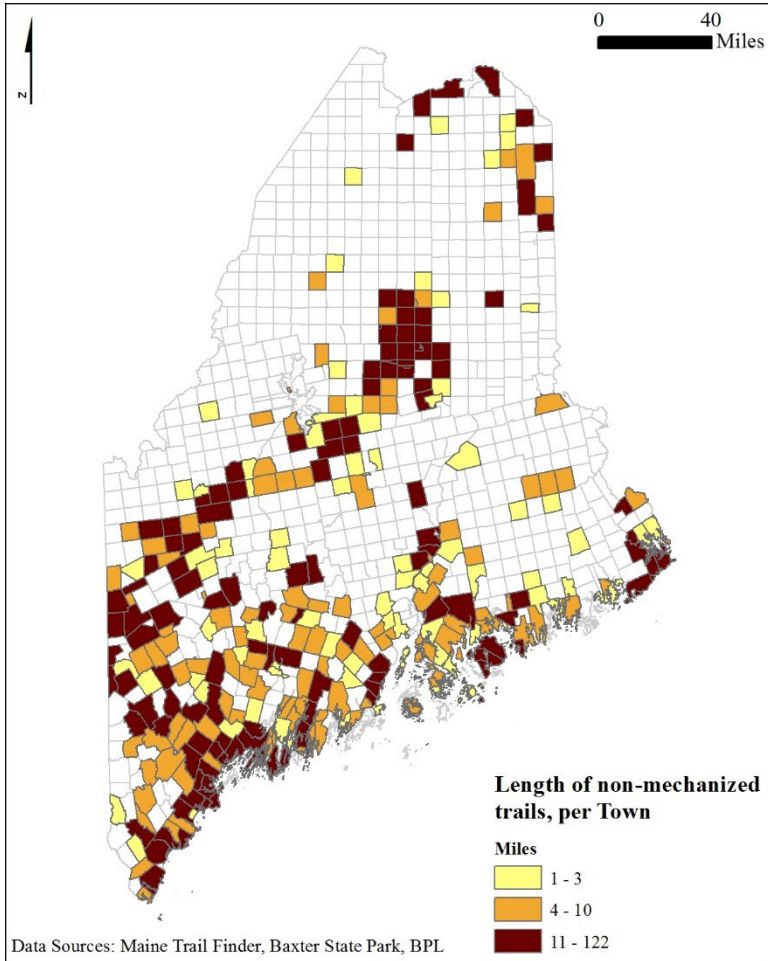 0 40
Miles
N
Length of non-mechanized
trails, per Town
Miles
1 - 3
4 - 10
11 - 122
Data Sources: Maine Trail Finder, Baxter State Park, BPL